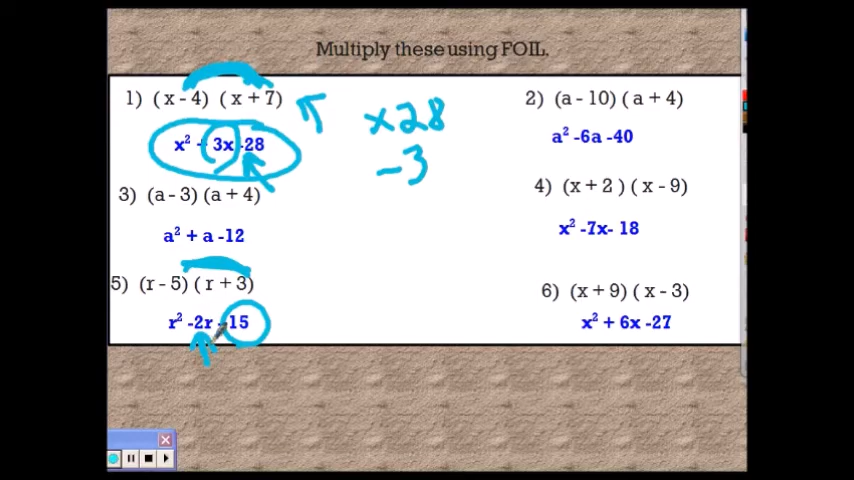 Multiply these using FOIL.
1) (x - 4) (x + 7)
x² + 3x -28
x28
-3
2) (a - 10) (a + 4)
a² -6a -40
3) (a - 3) (a + 4)
a² + a -12
4) (x + 2) (x - 9)
x² -7x- 18
5) (r - 5) (r + 3)
r² -2r -15
6) (x + 9) (x - 3)
x² + 6x -27